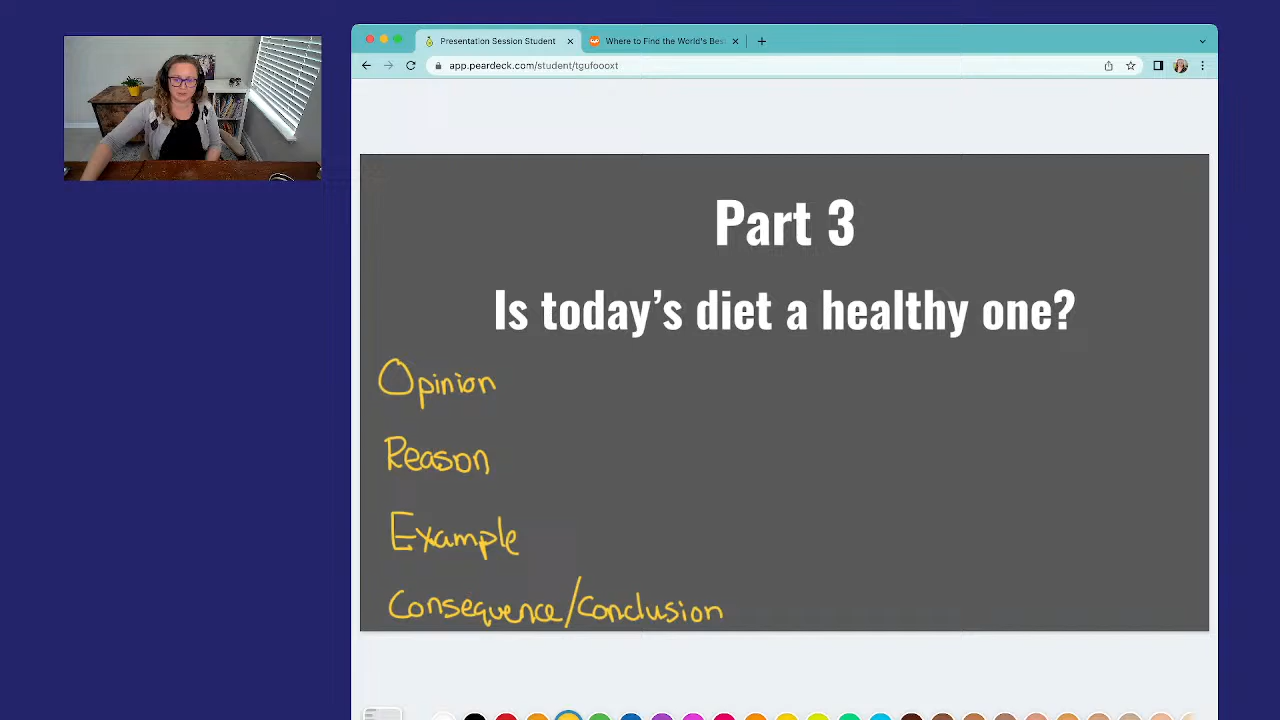 Presentation Session Student
Where to Find the World's Bes
app.peardeck.com/student/tgufoooxt
Part 3
Is today's diet a healthy one?
Opinion
Reason
Example
Consequence/Conclusion